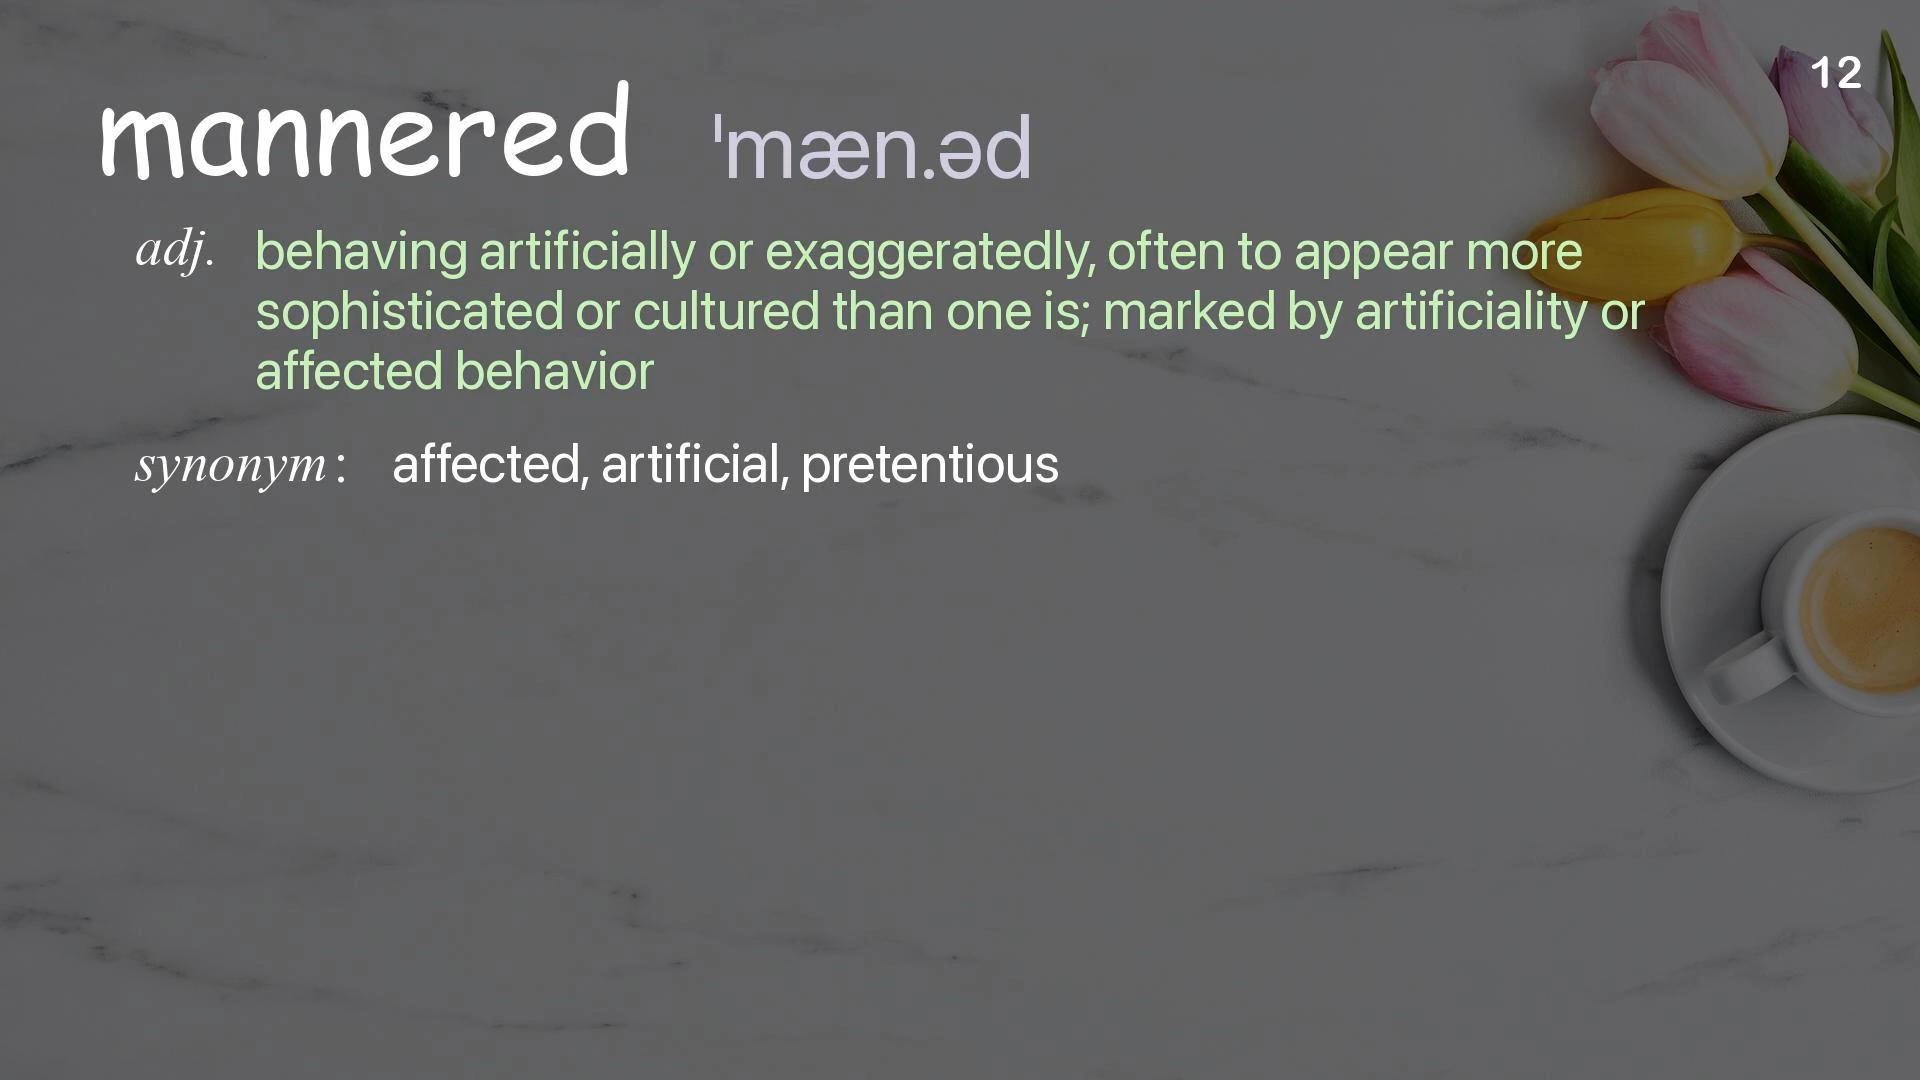 12
mannered ˈmæn.əd
adj. behaving artificially or exaggeratedly, often to appear more
sophisticated or cultured than one is; marked by artificiality or
affected behavior
synonym: affected, artificial, pretentious